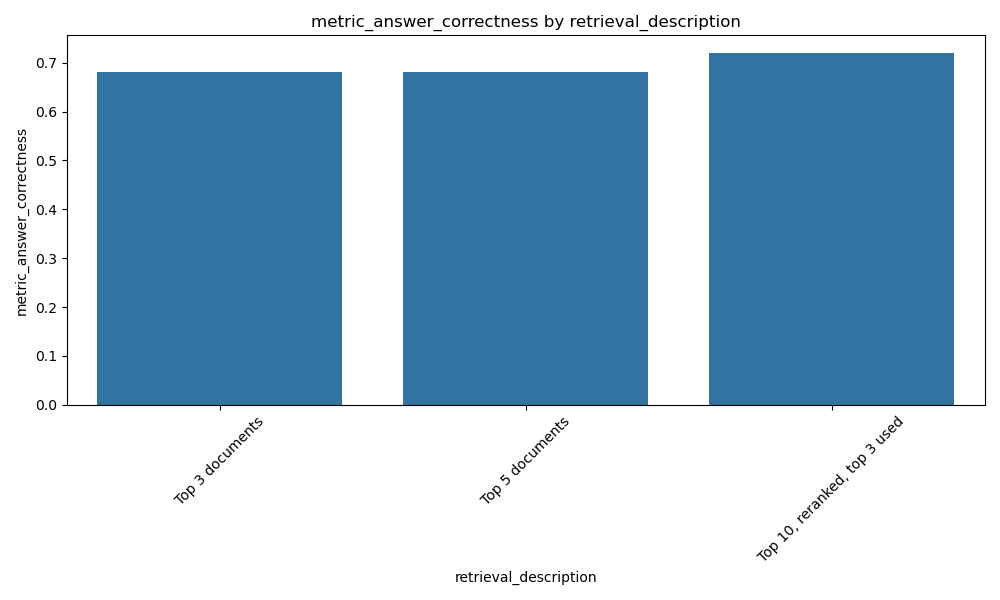 metric_answer_correctness by retrieval_description
metric_answer_correctness
0.7
0.6
0.5
0.4
0.3
0.2
0.1
0.0
Top 3 documents
Top 5 documents
Top 10, reranked, top 3 used
retrieval_description